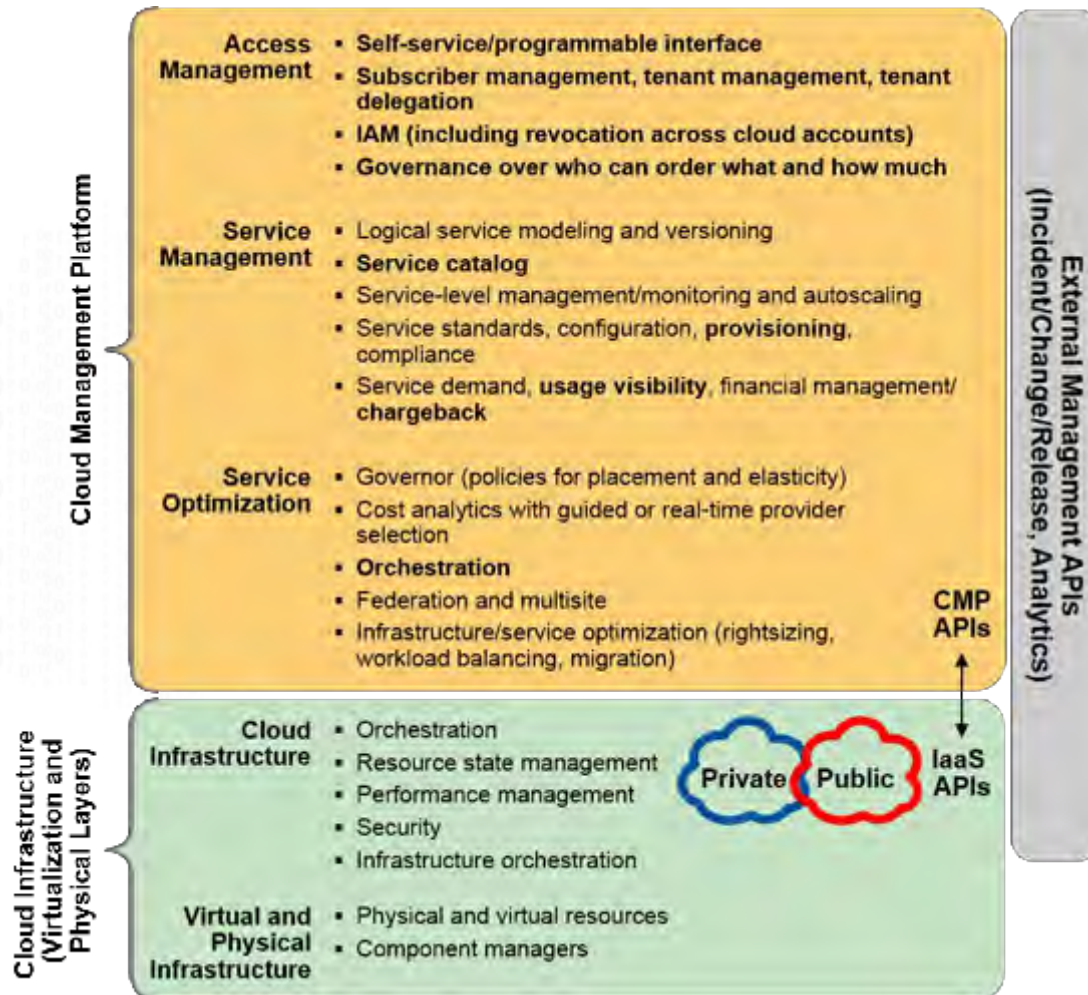 Cloud Management Platform
Access
Management
▪ Self-service/programmable interface
▪ Subscriber management, tenant management, tenant
delegation
▪ IAM (including revocation across cloud accounts)
▪ Governance over who can order what and how much
Service
Management
▪ Logical service modeling and versioning
▪ Service catalog
▪ Service-level management/monitoring and autoscaling
▪ Service standards, configuration, provisioning,
compliance
▪ Service demand, usage visibility, financial management/
chargeback
Service
Optimization
▪ Governor (policies for placement and elasticity)
▪ Cost analytics with guided or real-time provider
selection
▪ Orchestration
▪ Federation and multisite
▪ Infrastructure/service optimization (rightsizing,
workload balancing, migration)
CMP
APIs
Cloud Infrastructure
(Virtualization and
Physical Layers)
Cloud
Infrastructure
▪ Orchestration
▪ Resource state management
▪ Performance management
▪ Security
▪ Infrastructure orchestration
Private
Public
IaaS
APIs
Virtual and
Physical
Infrastructure
▪ Physical and virtual resources
▪ Component managers
External Management APIs
(Incident/Change/Release, Analytics)